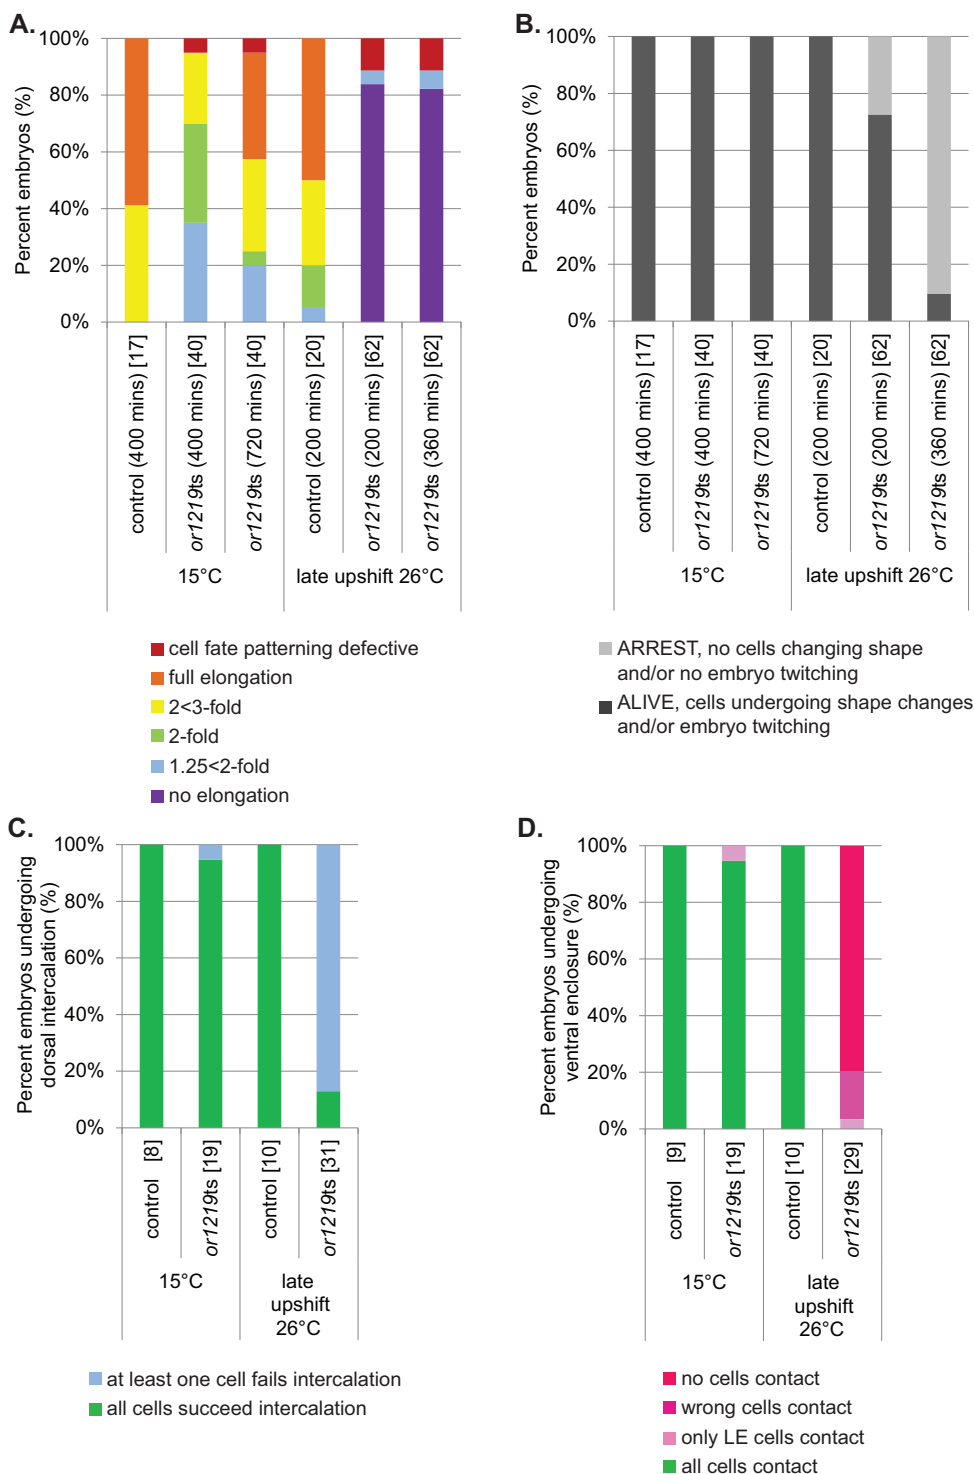 A.
Percent embryos (%)
100%
80%
60%
40%
20%
0%
control (400 mins) [17]
or1219ts (400 mins) [40]
or1219ts (720 mins) [40]
control (200 mins) [20]
or1219ts (200 mins) [62]
or1219ts (360 mins) [62]
15°C
late upshift 26°C
cell fate patterning defective
full elongation
2<3-fold
2-fold
1.25<2-fold
no elongation
B.
Percent embryos (%)
100%
80%
60%
40%
20%
0%
control (400 mins) [17]
or1219ts (400 mins) [40]
or1219ts (720 mins) [40]
control (200 mins) [20]
or1219ts (200 mins) [62]
or1219ts (360 mins) [62]
15°C
late upshift 26°C
ARREST, no cells changing shape
and/or no embryo twitching
ALIVE, cells undergoing shape changes
and/or embryo twitching
C.
Percent embryos undergoing
dorsal intercalation (%)
100%
80%
60%
40%
20%
0%
control [8]
or1219ts [19]
control [10]
or1219ts [31]
15°C
late
upshift
26°C
at least one cell fails intercalation
all cells succeed intercalation
D.
Percent embryos undergoing
ventral enclosure (%)
100%
80%
60%
40%
20%
0%
control [9]
or1219ts [19]
control [10]
or1219ts [29]
15°C
late
upshift
26°C
no cells contact
wrong cells contact
only LE cells contact
all cells contact